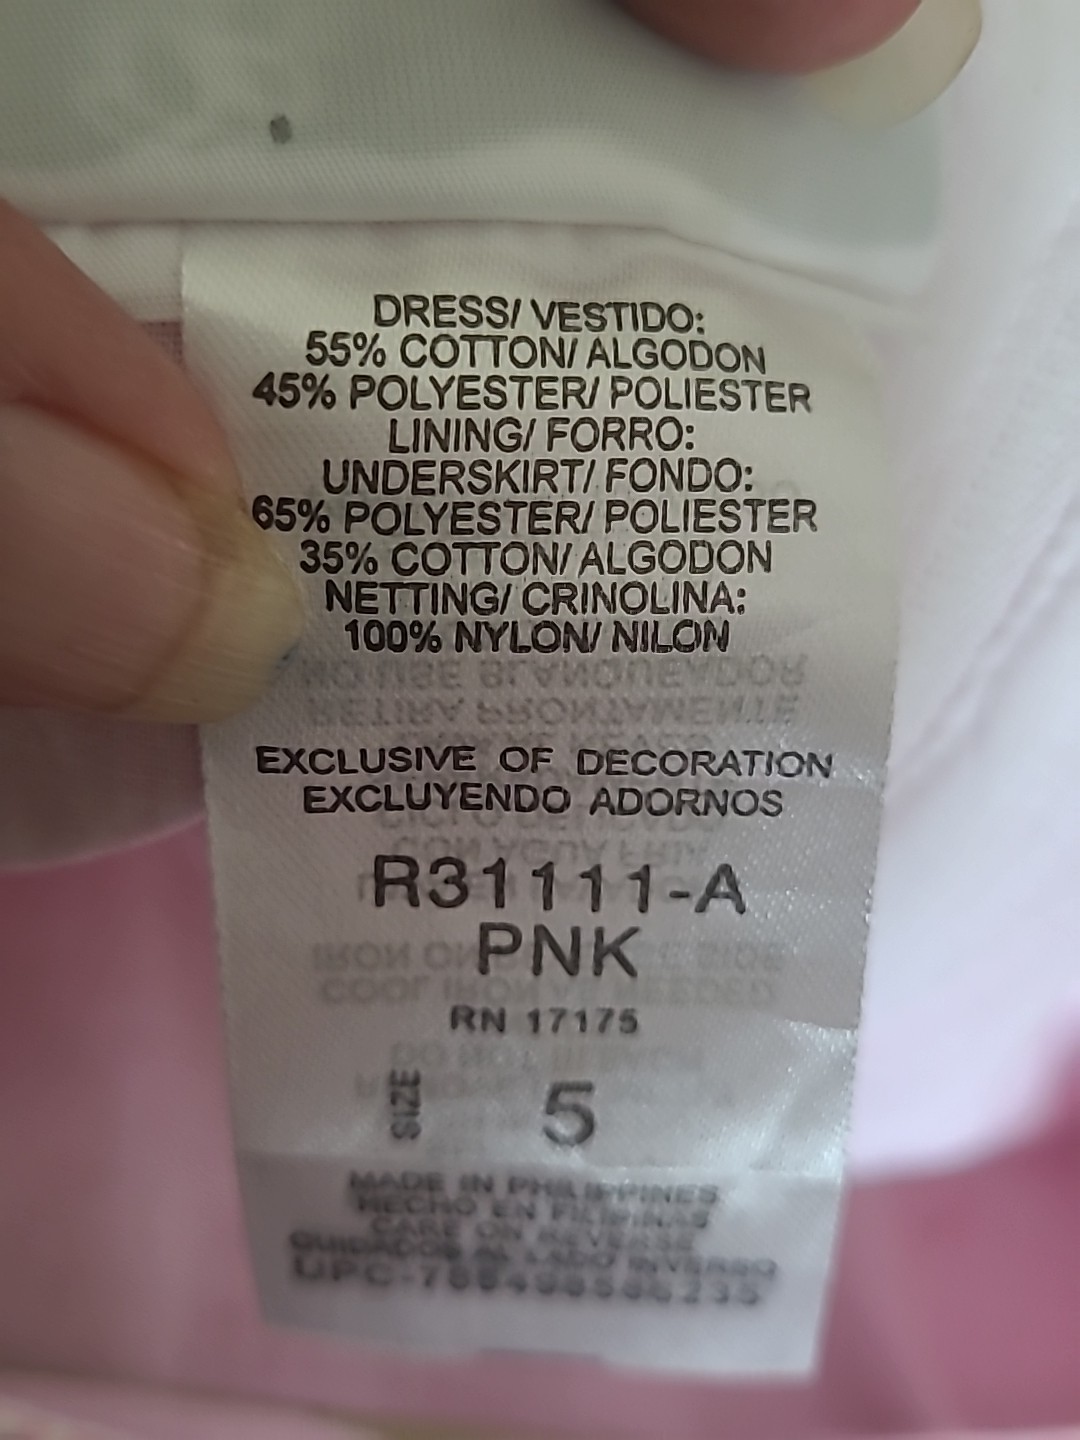 DRESS/ VESTIDO:
55% COTTON/ ALGODON
45% POLYESTER/ POLIESTER
LINING/ FORRO:
UNDERSKIRT/ FONDO:
65% POLYESTER/ POLIESTER
35% COTTON/ ALGODON
NETTING/ CRINOLINA:
100% NYLON/ NILON
EXCLUSIVE OF DECORATION
EXCLUYENDO ADORNOS
R31111-A
PNK
RN 17175
SIZE 5
MADE IN PHILIPPINES
HECHO EN FILIPINAS
CARE ON REVERSE
CUIDADOS AL LADO INVERSO